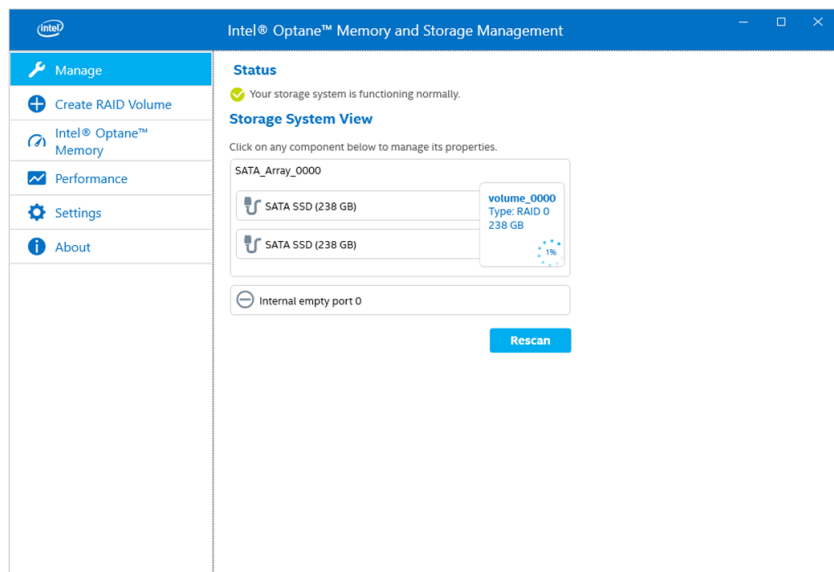 intel
Intel® Optane™ Memory and Storage Management
Manage
Create RAID Volume
Intel® Optane™
Memory
Performance
Settings
About
Status
Your storage system is functioning normally.
Storage System View
Click on any component below to manage its properties.
SATA_Array_0000
SATA SSD (238 GB)
SATA SSD (238 GB)
volume_0000
Type: RAID 0
238 GB
1%
Internal empty port 0
Rescan